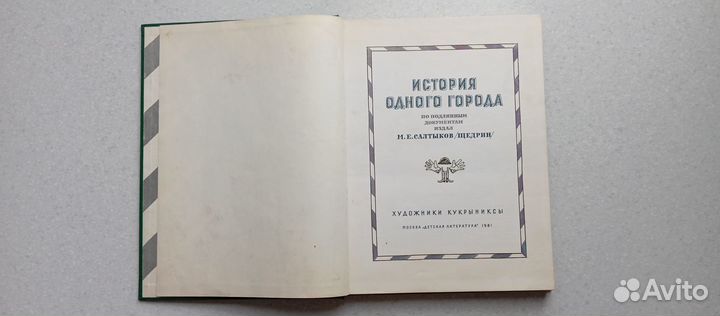 ИСТОРИЯ
ОДНОГО ГОРОДА
ПО ПОДЛИННЫМ
ДОКУМЕНТАМ
ИЗДАЛ
М.Е.САЛТЫКОВ/ЩЕДРИН/
ХУДОЖНИКИ КУКРЫНИКСЫ
МОСКВА „ДЕТСКАЯ ЛИТЕРАТУРА" 1981
Avito